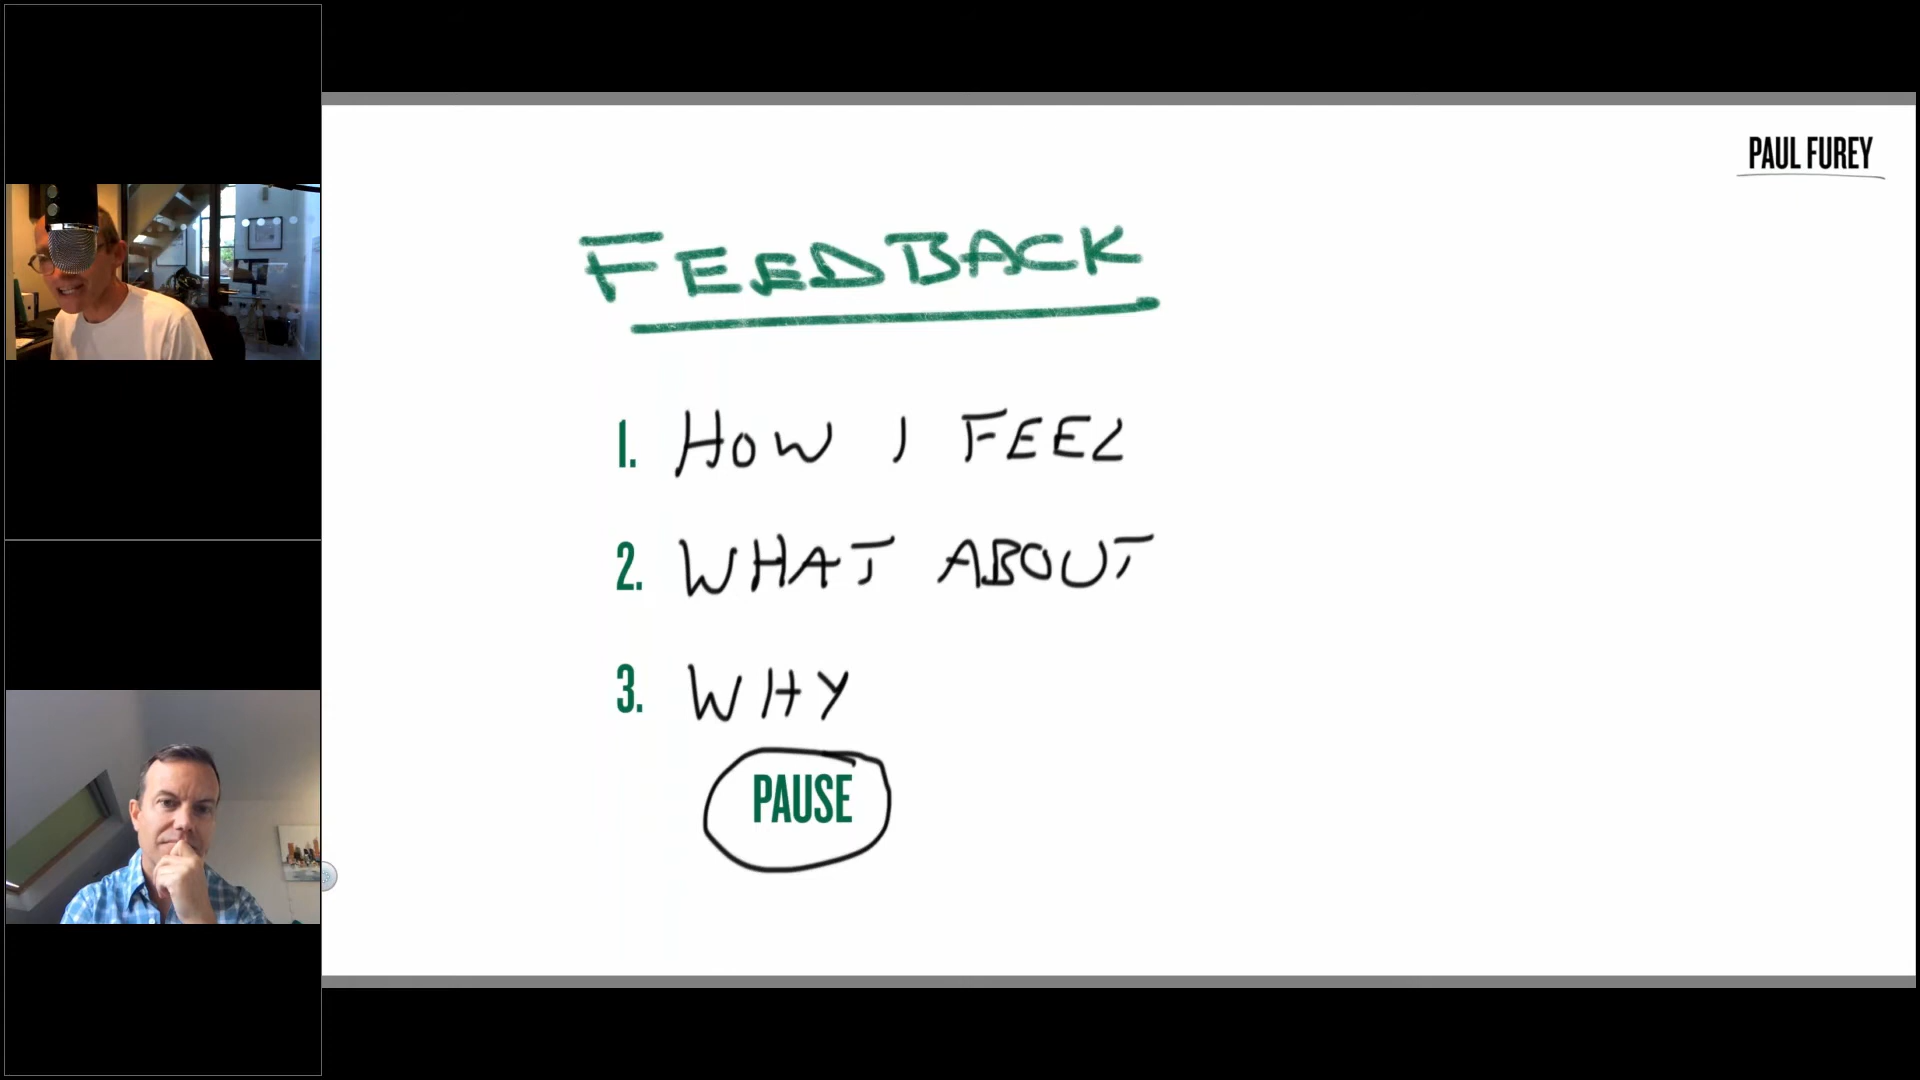 PAUL FUREY
FEEDBACK
1. HOW I FEEL
2. WHAT ABOUT
3. WHY
PAUSE